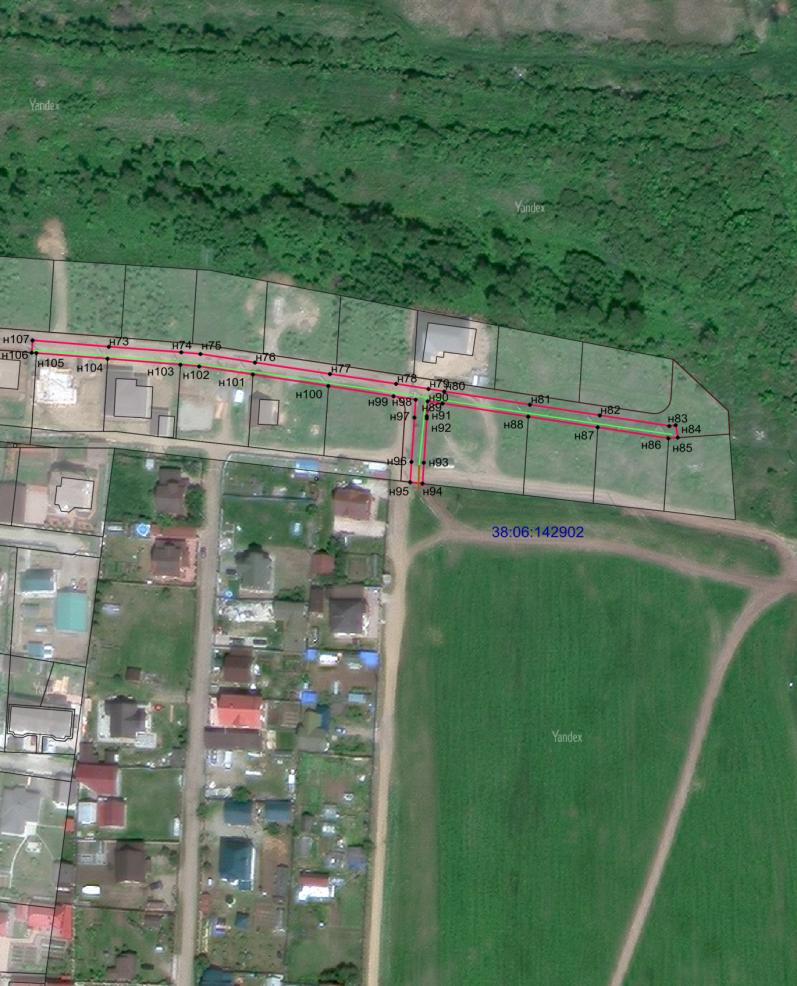 Yandex
Yandex
н107
н73
н74
н75
н106
н105
н104
н103
н102
н76
н101
н77
н100
н78
н79
н80
н99
н98
н90
н89
н97
н91
н92
н81
н82
н88
н87
н83
н84
н86
н85
н96
н93
н95
н94
38:06:142902
Yandex